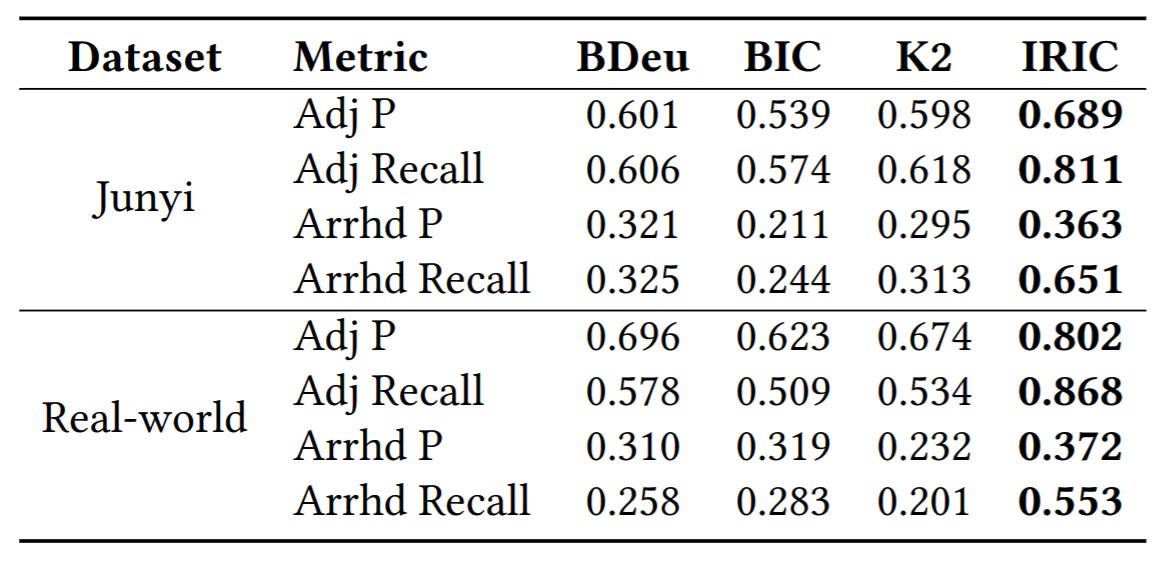 Dataset Metric BDeu BIC K2 IRIC
Adj P 0.601 0.539 0.598 0.689
Adj Recall 0.606 0.574 0.618 0.811
Junyi
Arrhd P 0.321 0.211 0.295 0.363
Arrhd Recall 0.325 0.244 0.313 0.651
Adj P 0.696 0.623 0.674 0.802
Adj Recall 0.578 0.509 0.534 0.868
Real-world
Arrhd P 0.310 0.319 0.232 0.372
Arrhd Recall 0.258 0.283 0.201 0.553